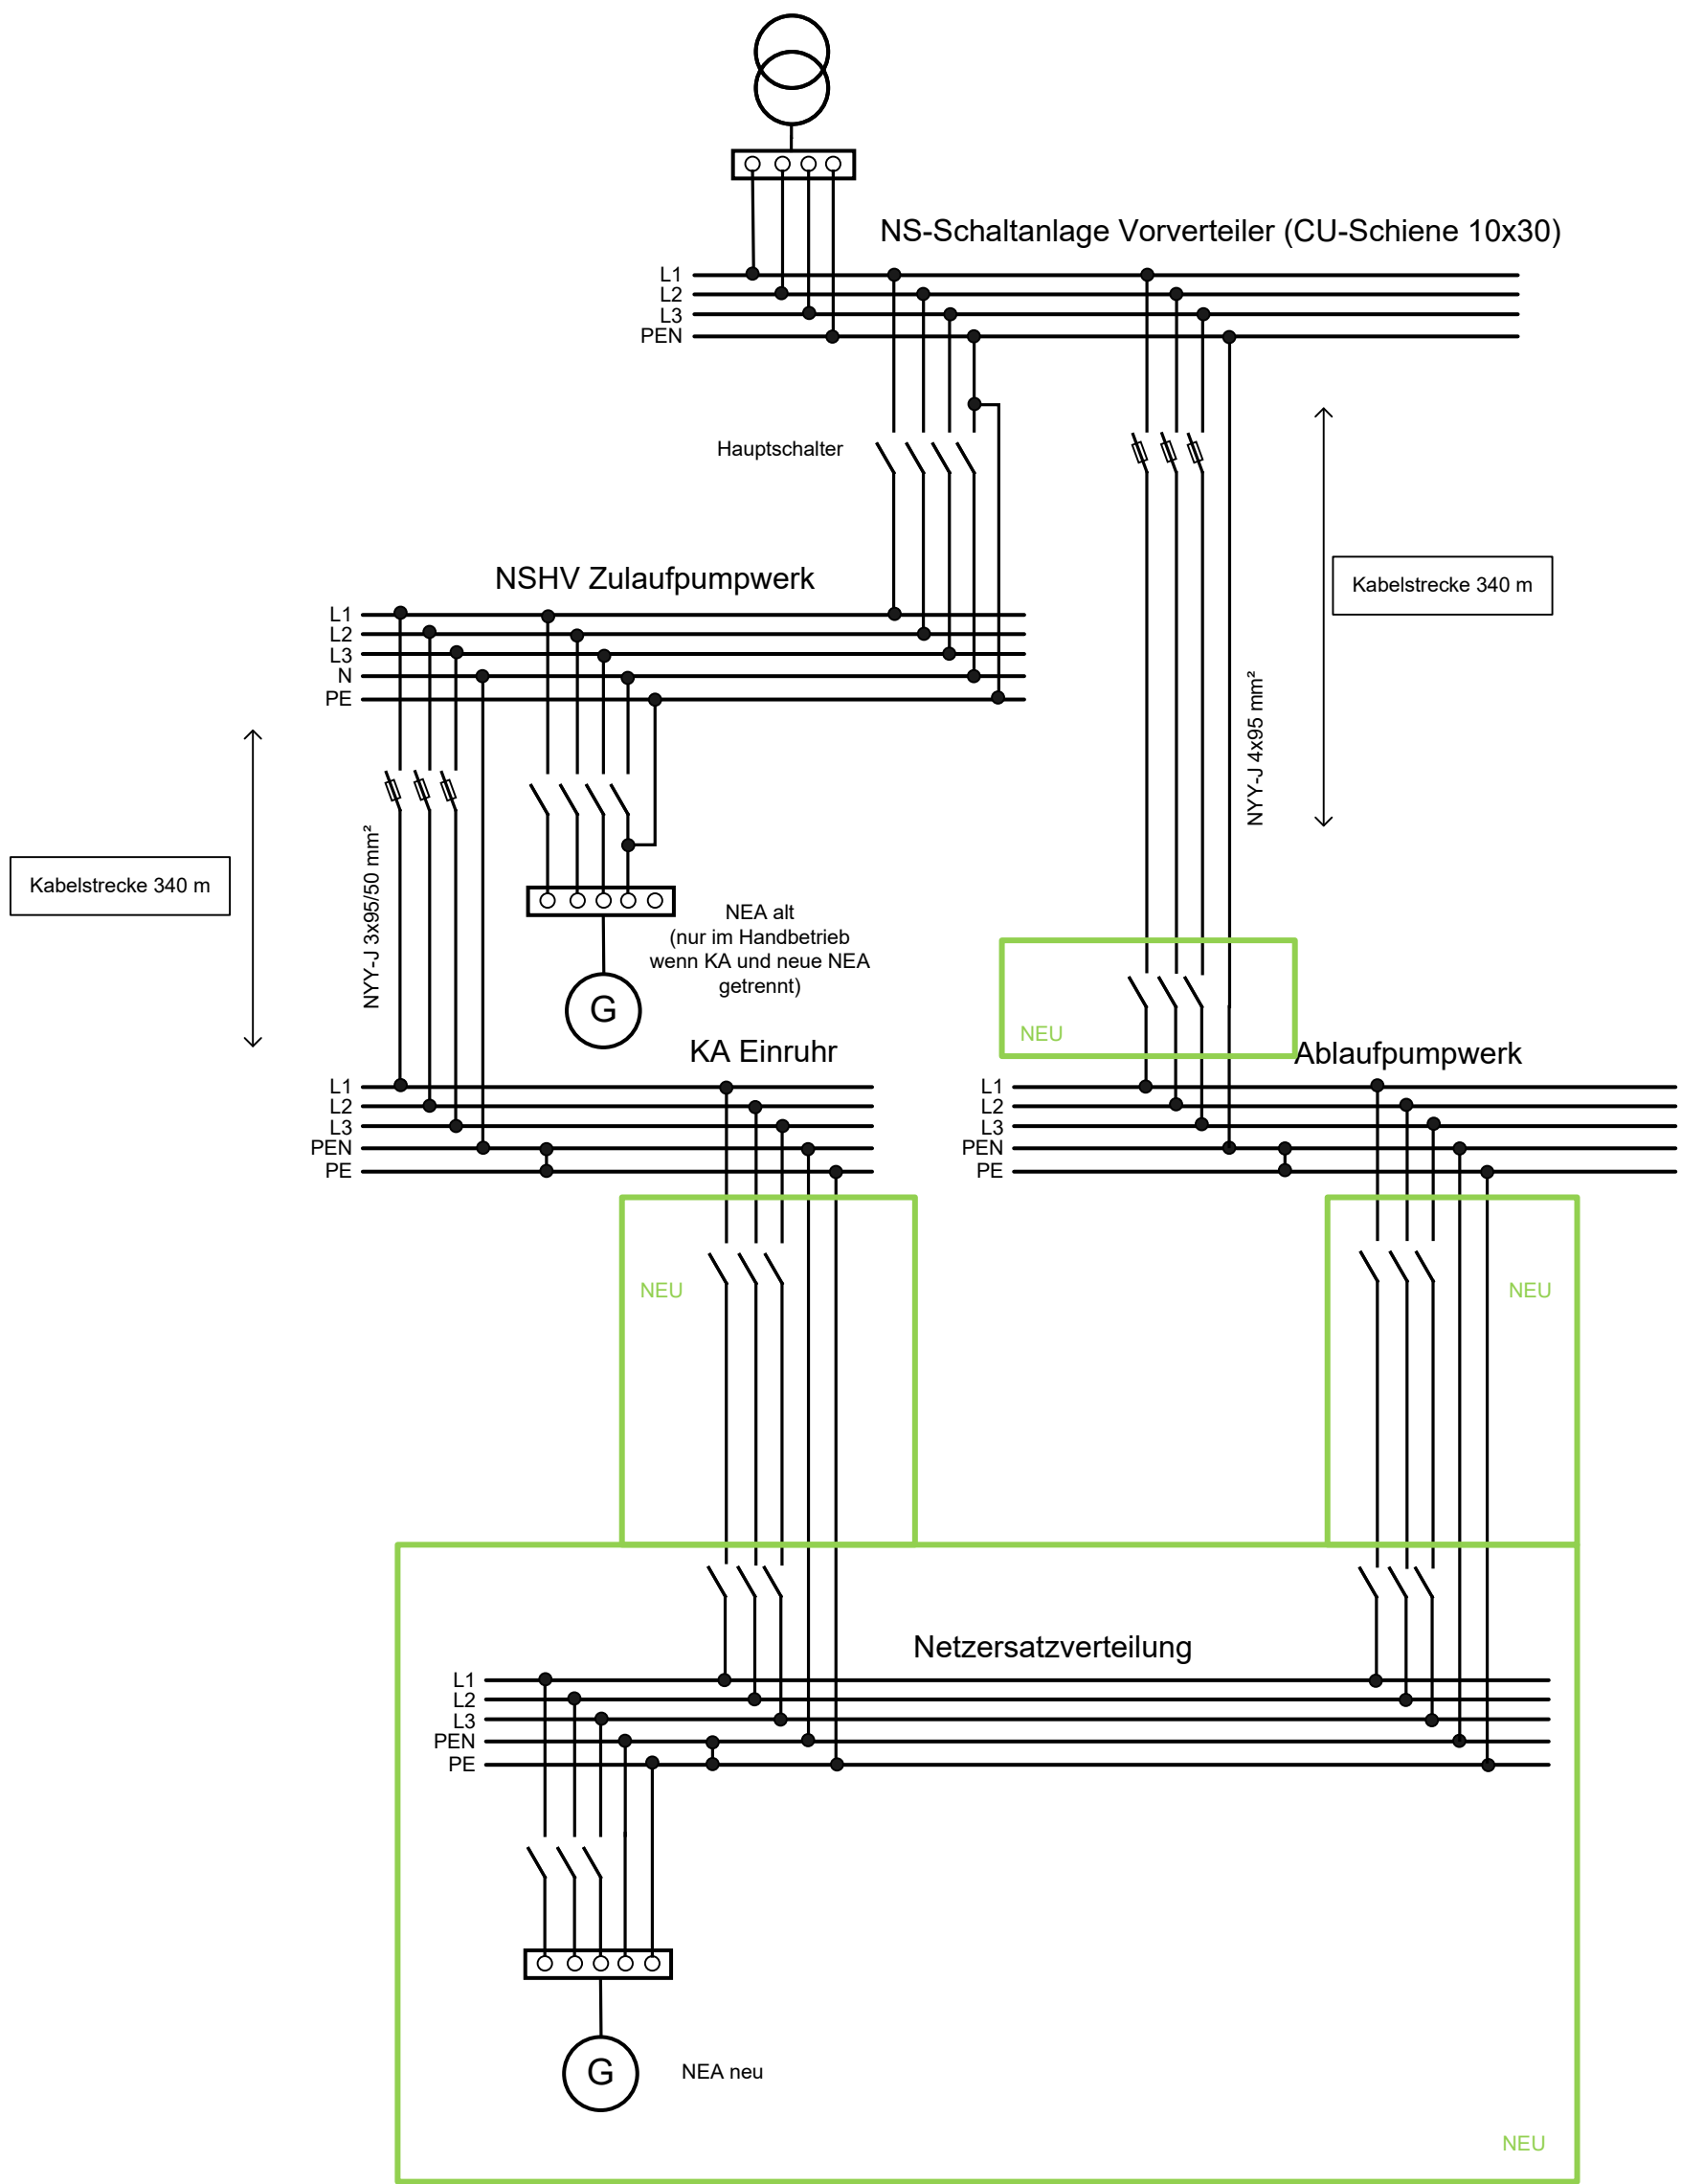 NS-Schaltanlage Vorverteiler (CU-Schiene 10x30)
L1
L2
L3
PEN
Hauptschalter
Kabelstrecke 340 m
NYY-J 4x95 mm²
NSHV Zulaufpumpwerk
L1
L2
L3
N
PE
Kabelstrecke 340 m
NYY-J 3x95/50 mm²
NEA alt
(nur im Handbetrieb
wenn KA und neue NEA
getrennt)
G
NEU
KA Einruhr
L1
L2
L3
PEN
PE
Ablaufpumpwerk
L1
L2
L3
PEN
PE
NEU
NEU
Netzersatzverteilung
L1
L2
L3
PEN
PE
G
NEA neu
NEU